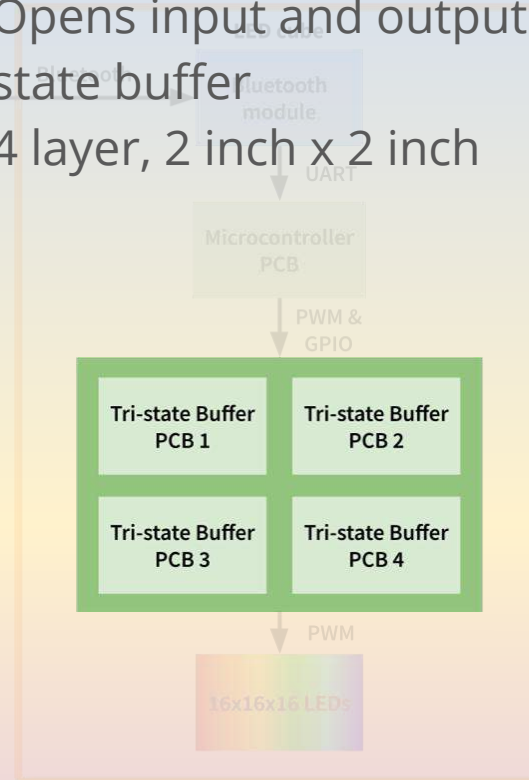 Opens input and output
LED cube
state buffer
Bluetooth
Bluetooth
module
4 layer, 2 inch x 2 inch
UART
Microcontroller
PCB
PWM &
GPIO
Tri-state Buffer
PCB 1
Tri-state Buffer
PCB 2
Tri-state Buffer
PCB 3
Tri-state Buffer
PCB 4
PWM
16x16x16 LEDs